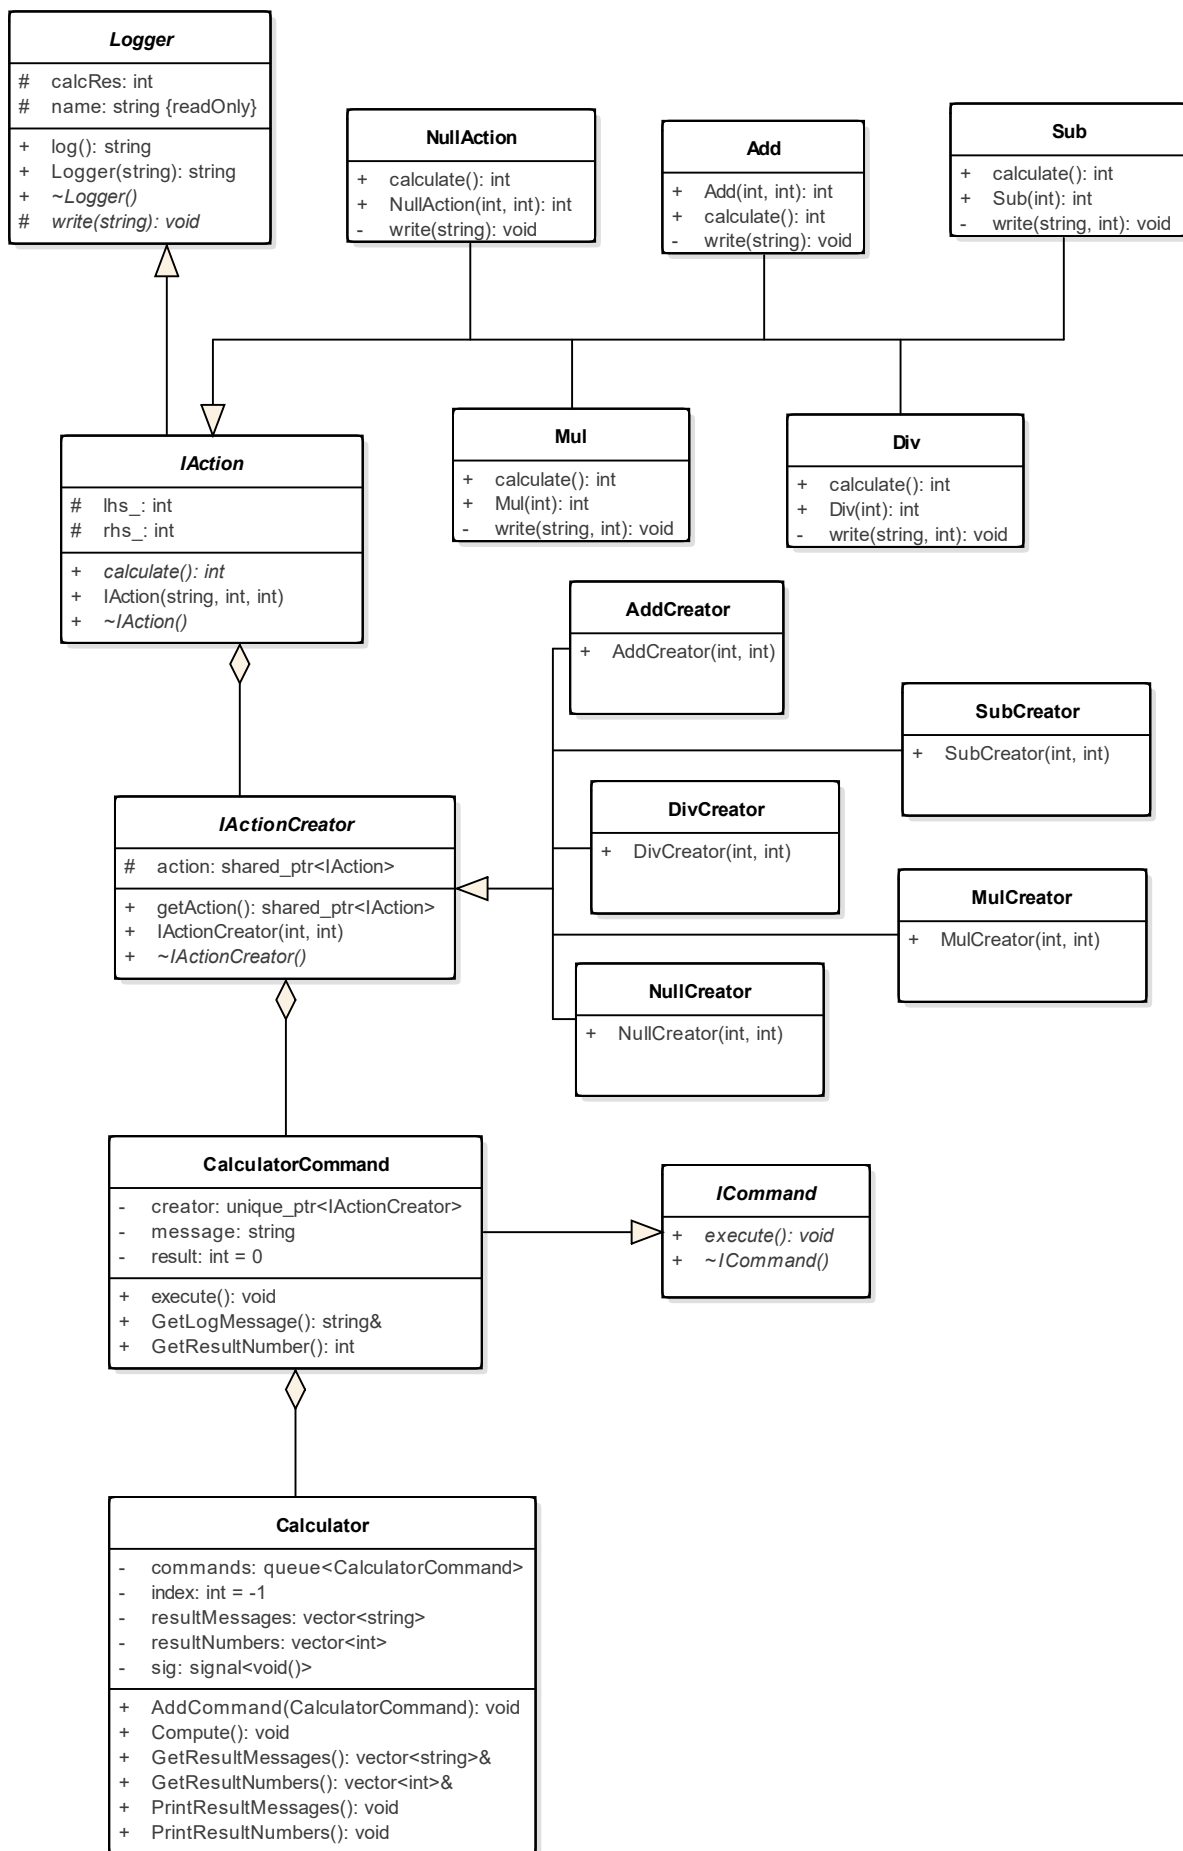 Logger
# calcRes: int
# name: string {readOnly}
+ log(): string
+ Logger(string): string
+ ~Logger()
# write(string): void
NullAction
+ calculate(): int
+ NullAction(int, int): int
- write(string): void
Add
+ Add(int, int): int
+ calculate(): int
- write(string): void
Sub
+ calculate(): int
+ Sub(int): int
- write(string, int): void
IAction
# lhs_: int
# rhs_: int
+ calculate(): int
+ IAction(string, int, int)
+ ~IAction()
Mul
+ calculate(): int
+ Mul(int): int
- write(string, int): void
Div
+ calculate(): int
+ Div(int): int
- write(string, int): void
AddCreator
+ AddCreator(int, int)
SubCreator
+ SubCreator(int, int)
DivCreator
+ DivCreator(int, int)
IActionCreator
# action: shared_ptr<IAction>
+ getAction(): shared_ptr<IAction>
+ IActionCreator(int, int)
+ ~IActionCreator()
MulCreator
+ MulCreator(int, int)
NullCreator
+ NullCreator(int, int)
CalculatorCommand
- creator: unique_ptr<IActionCreator>
- message: string
- result: int = 0
+ execute(): void
+ GetLogMessage(): string&
+ GetResultNumber(): int
ICommand
+ execute(): void
+ ~ICommand()
Calculator
- commands: queue<CalculatorCommand>
- index: int = -1
- resultMessages: vector<string>
- resultNumbers: vector<int>
- sig: signal<void()>
+ AddCommand(CalculatorCommand): void
+ Compute(): void
+ GetResultMessages(): vector<string>&
+ GetResultNumbers(): vector<int>&
+ PrintResultMessages(): void
+ PrintResultNumbers(): void